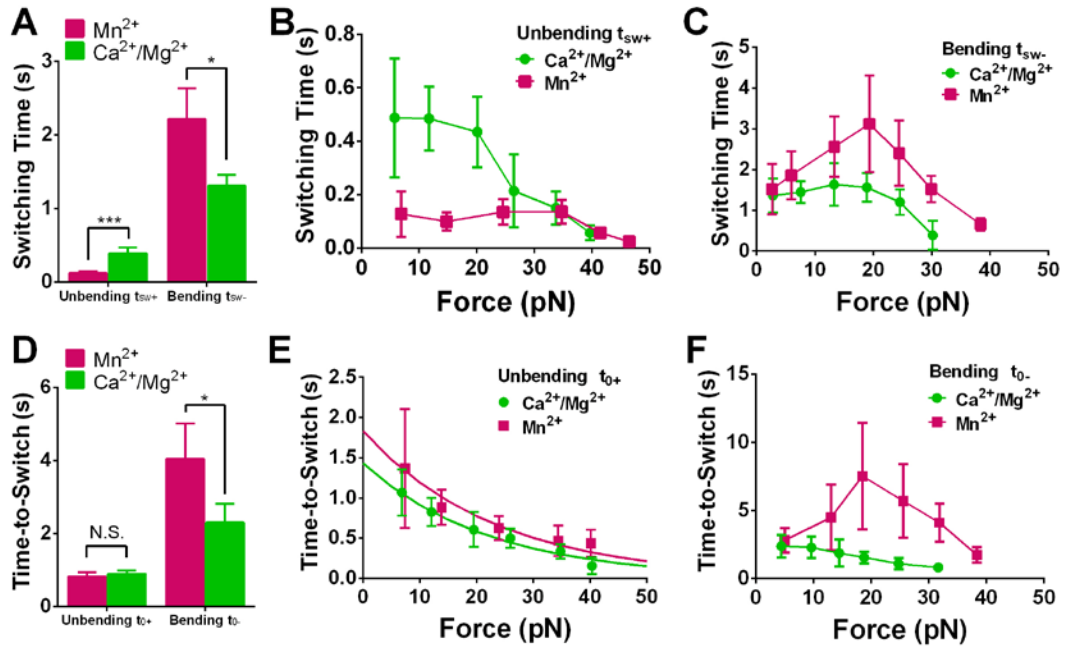 A
Mn2+
Ca2+/Mg2+
Switching Time (s)
3
2
1
0
*
***
Unbending tsw+
Bending tsw-
B
Unbending tsw+
Ca2+/Mg2+
Mn2+
Switching Time (s)
0.8
0.6
0.4
0.2
0.0
0 10 20 30 40 50
Force (pN)
C
Bending tsw-
Ca2+/Mg2+
Mn2+
Switching Time (s)
5
4
3
2
1
0
0 10 20 30 40 50
Force (pN)
D
Mn2+
Ca2+/Mg2+
Time-to-Switch (s)
6
4
2
0
*
N.S.
Unbending t0+
Bending t0-
E
Unbending t0+
Ca2+/Mg2+
Mn2+
Time-to-Switch (s)
2.5
2.0
1.5
1.0
0.5
0.0
0 10 20 30 40 50
Force (pN)
F
Bending t0-
Ca2+/Mg2+
Mn2+
Time-to-Switch (s)
15
10
5
0
0 10 20 30 40 50
Force (pN)